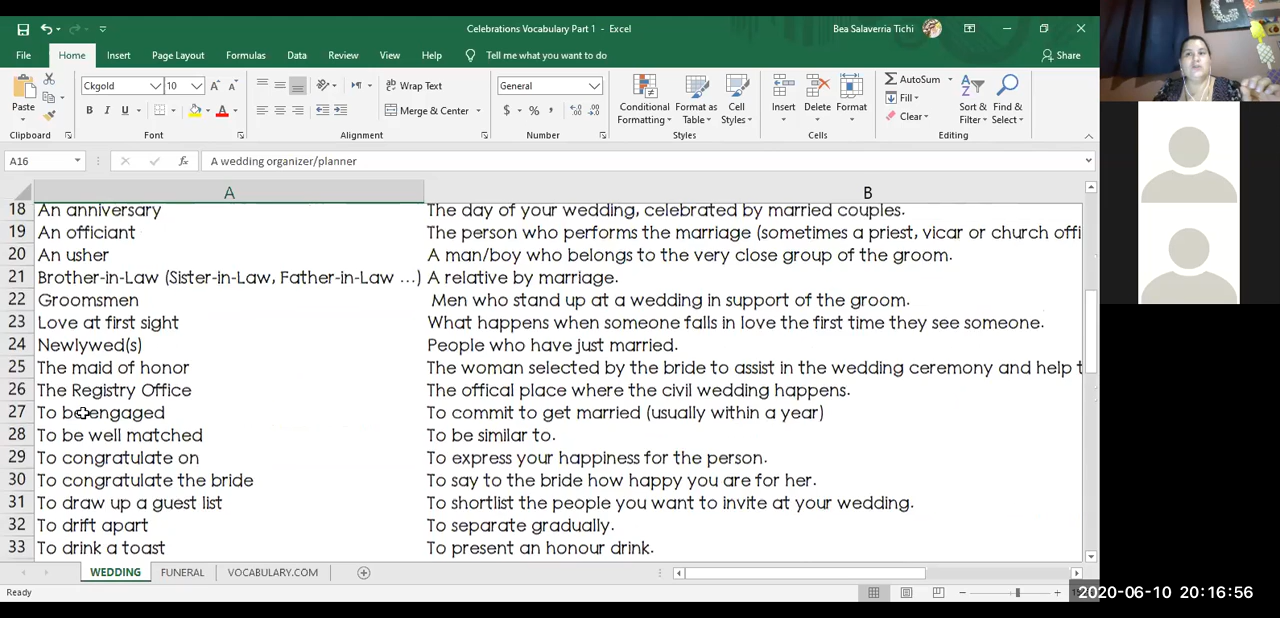 Celebrations Vocabulary Part 1 - Excel
Bea Salaverria Tichi
File Home Insert Page Layout Formulas Data Review View Help Tell me what you want to do Share
Paste
Ckgold 10
B I U
Wrap Text
Merge & Center
General
$ % ,
Conditional Formatting
Format as Table
Cell Styles
Insert Delete Format
AutoSum
Fill
Clear
Sort & Filter
Find & Select
Clipboard Font Alignment Number Styles Cells Editing
A16 fx A wedding organizer/planner
A B
18 An anniversary The day of your wedding, celebrated by married couples.
19 An officiant The person who performs the marriage (sometimes a priest, vicar or church offi
20 An usher A man/boy who belongs to the very close group of the groom.
21 Brother-in-Law (Sister-in-Law, Father-in-Law …) A relative by marriage.
22 Groomsmen Men who stand up at a wedding in support of the groom.
23 Love at first sight What happens when someone falls in love the first time they see someone.
24 Newlywed(s) People who have just married.
25 The maid of honor The woman selected by the bride to assist in the wedding ceremony and help t
26 The Registry Office The offical place where the civil wedding happens.
27 To be engaged To commit to get married (usually within a year)
28 To be well matched To be similar to.
29 To congratulate on To express your happiness for the person.
30 To congratulate the bride To say to the bride how happy you are for her.
31 To draw up a guest list To shortlist the people you want to invite at your wedding.
32 To drift apart To separate gradually.
33 To drink a toast To present an honour drink.
WEDDING FUNERAL VOCABULARY.COM
Ready
2020-06-10 20:16:56